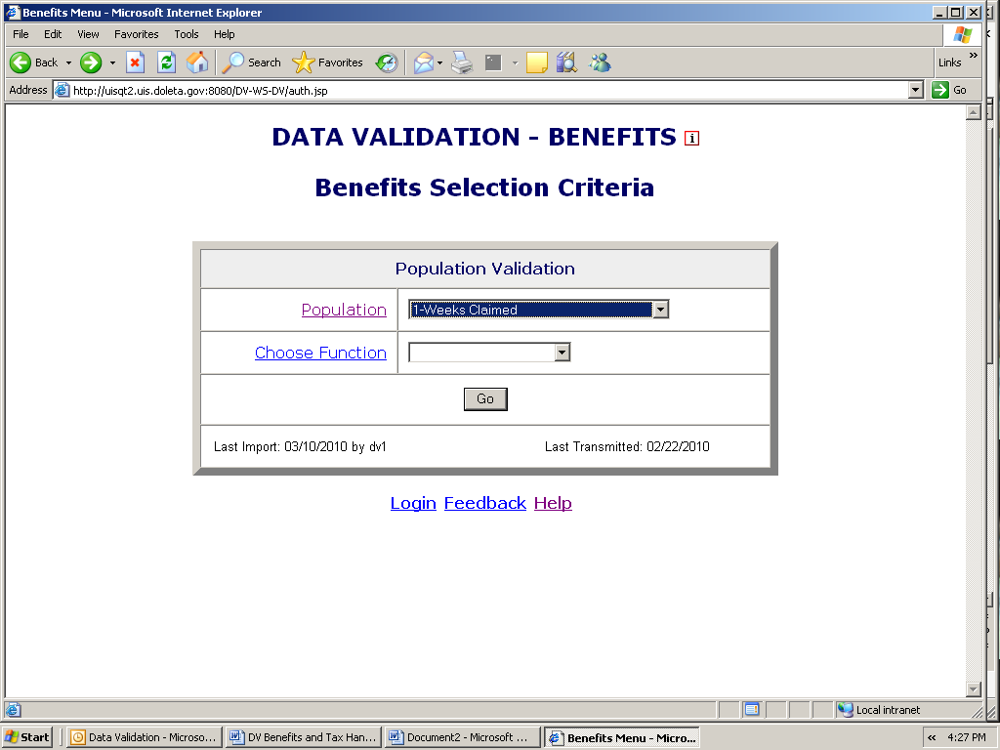 Benefits Menu - Microsoft Internet Explorer
File Edit View Favorites Tools Help
Back Search Favorites Links »
Address http://uisqt2.uis.doleta.gov:8080/DV-WS-DV/auth.jsp Go
DATA VALIDATION - BENEFITS i
Benefits Selection Criteria
Population Validation
Population 1-Weeks Claimed
Choose Function
Go
Last Import: 03/10/2010 by dv1 Last Transmitted: 02/22/2010
Login Feedback Help
Local intranet
Start Data Validation - Microso... DV Benefits and Tax Han... Document2 - Microsoft ... Benefits Menu - Micro... « 4:27 PM